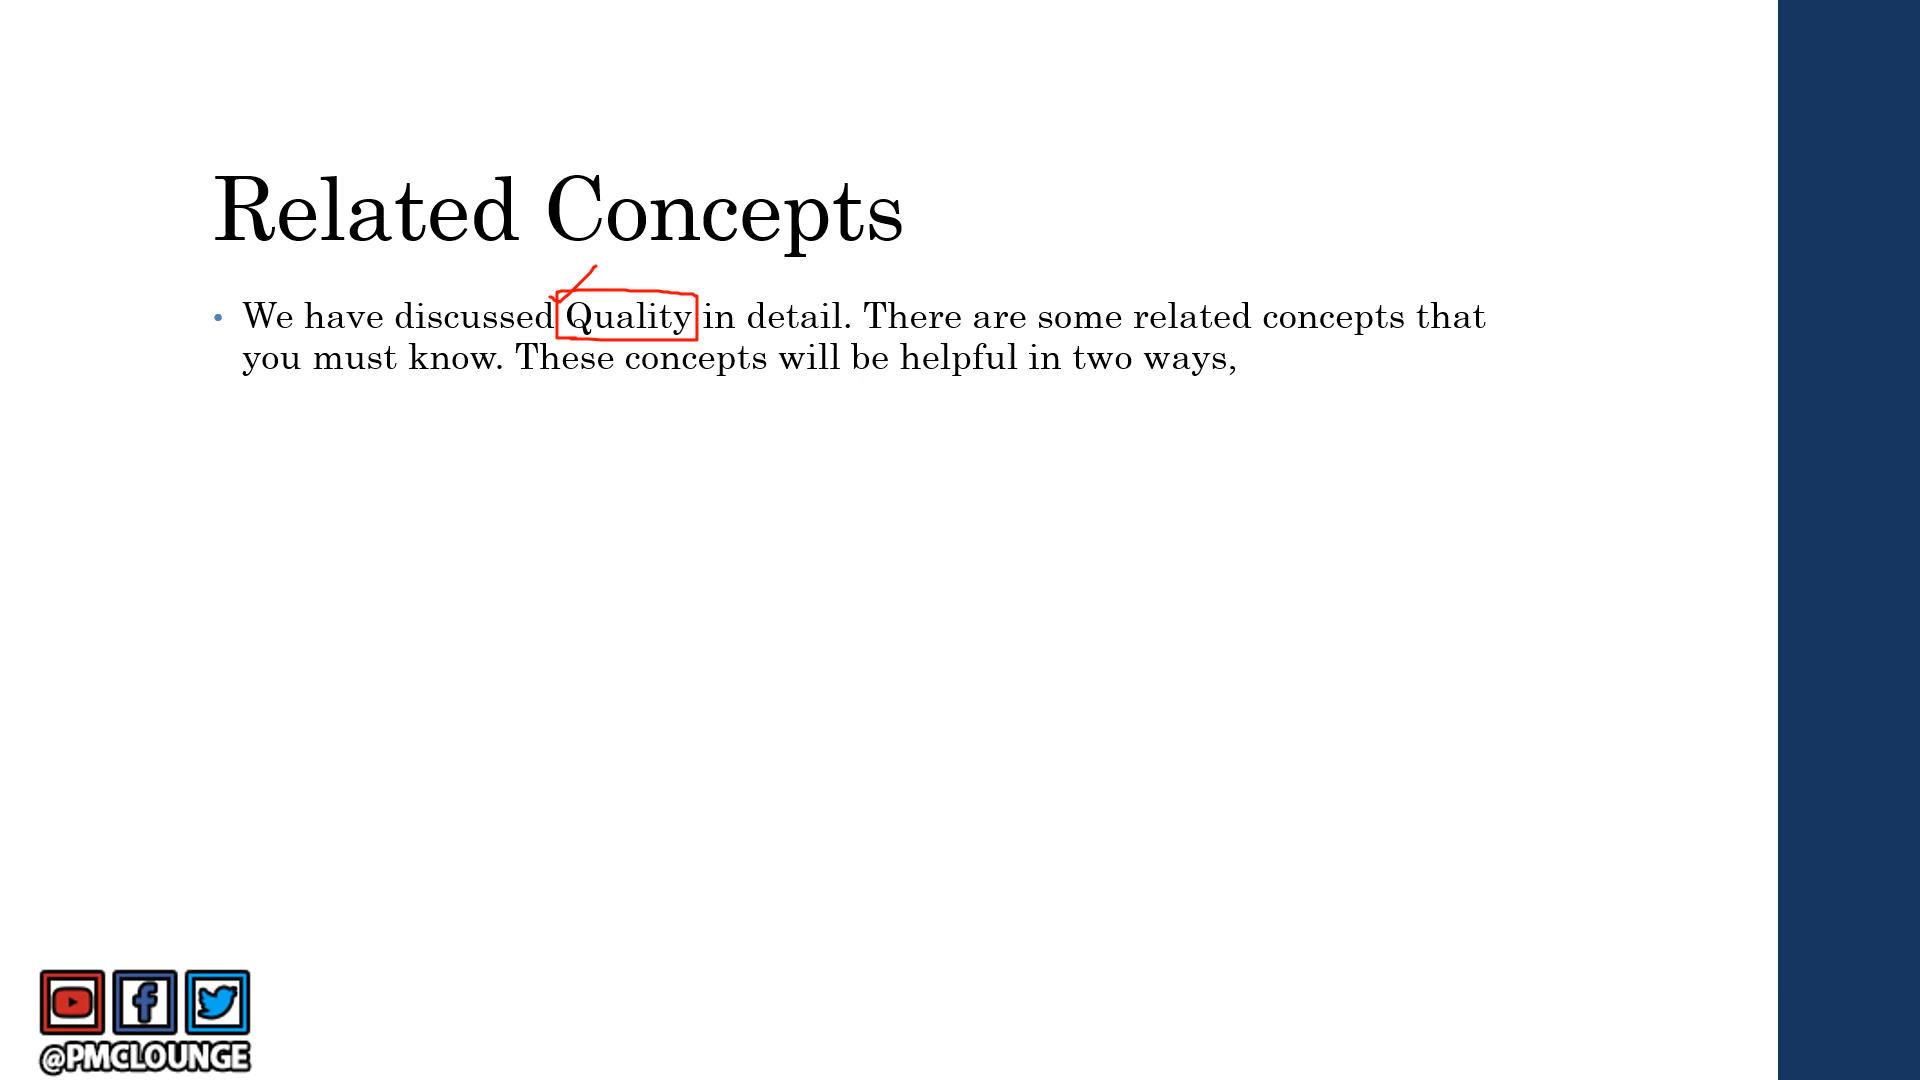 Related Concepts
• We have discussed Quality in detail. There are some related concepts that
you must know. These concepts will be helpful in two ways,
@PMCLOUNGE